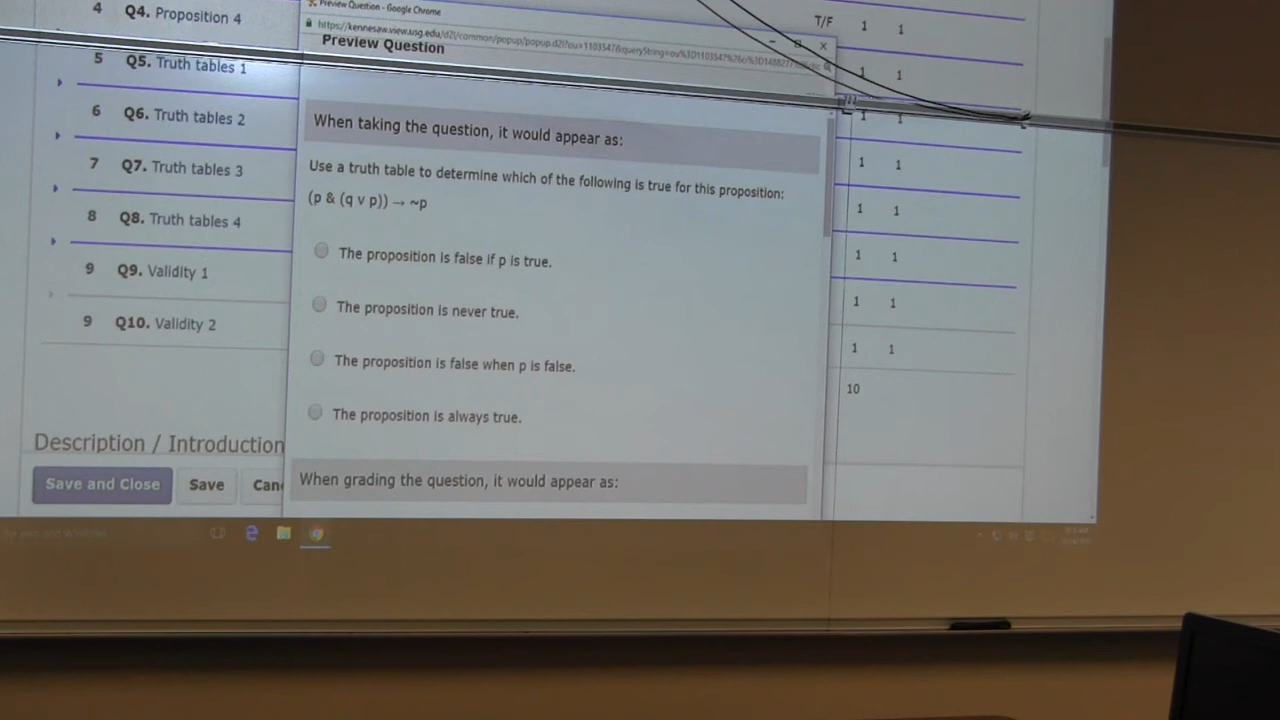 4 Q4. Proposition 4
5 Q5. Truth tables 1
6 Q6. Truth tables 2
7 Q7. Truth tables 3
8 Q8. Truth tables 4
9 Q9. Validity 1
9 Q10. Validity 2
Description / Introduction
Save and Close Save Can
Preview Question - Google Chrome
Preview Question
When taking the question, it would appear as:
Use a truth table to determine which of the following is true for this proposition:
(p & (q v p)) → ~p
The proposition is false if p is true.
The proposition is never true.
The proposition is false when p is false.
The proposition is always true.
When grading the question, it would appear as:
T/F 1 1
1 1
1 1
1 1
1 1
1 1
1 1
1 1
10